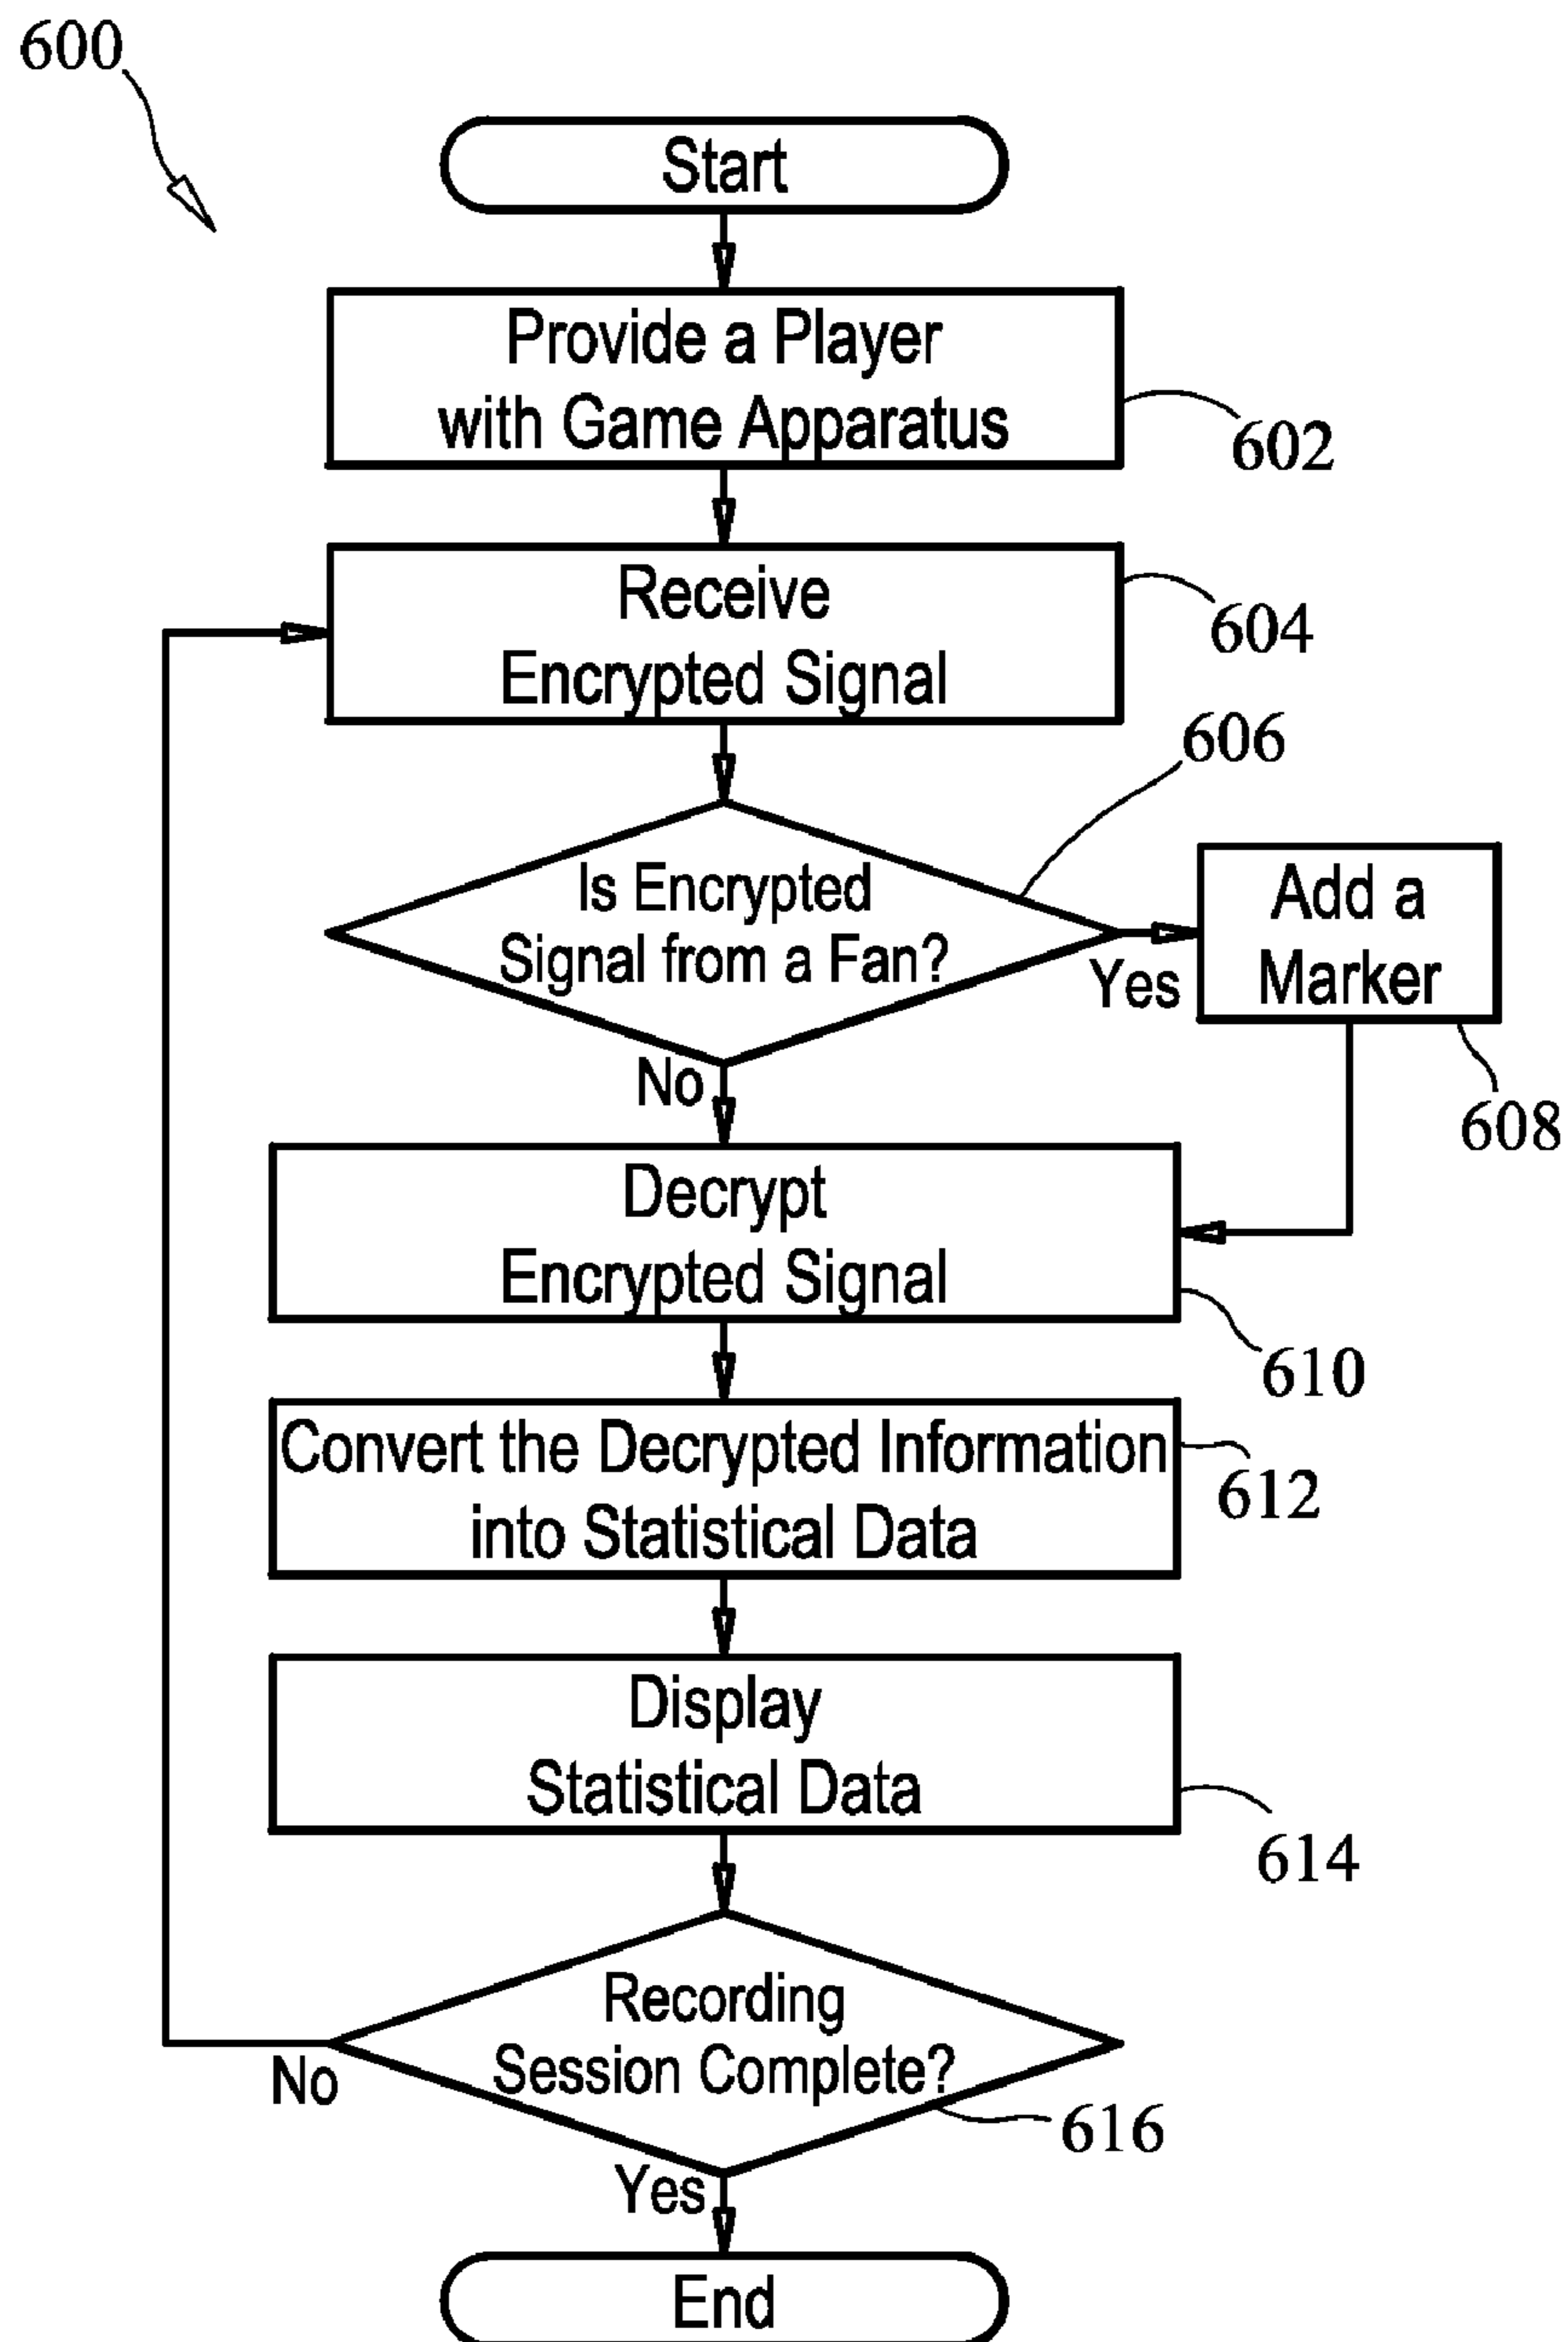 600
Start
Provide a Player
with Game Apparatus
602
Receive
Encrypted Signal
604
606
Is Encrypted
Signal from a Fan?
Yes
Add a
Marker
608
No
Decrypt
Encrypted Signal
610
Convert the Decrypted Information
into Statistical Data
612
Display
Statistical Data
614
Recording
Session Complete?
No
616
Yes
End